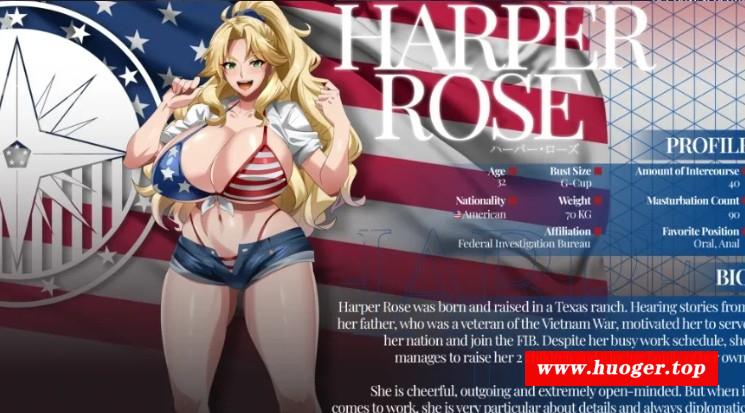 HARPER
ROSE
ハーパー・ローズ
PROFILE
Age
32
Bust Size
G-Cup
Amount of Intercourse
40
Nationality
American
Weight
70 KG
Masturbation Count
90
Affiliation
Federal Investigation Bureau
Favorite Position
Oral, Anal
BIO
Harper Rose was born and raised in a Texas ranch. Hearing stories from
her father, who was a veteran of the Vietnam War, motivated her to serve
her nation and join the FIB. Despite her busy work schedule, she
manages to raise her 2 own
www.huoger.top
She is cheerful, outgoing and extremely open-minded. But when i
comes to work, she is very particular about details and always diplomati